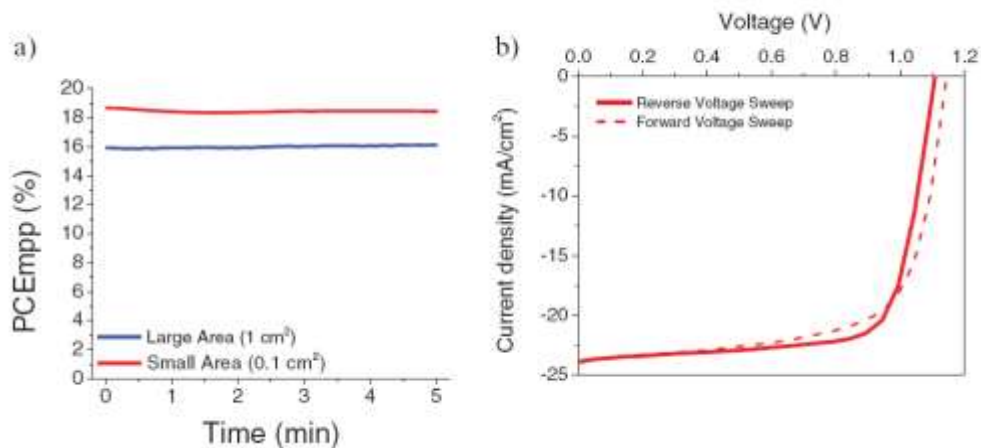 a)
20
18
16
14
12
10
8
6
4
2
0
PCEmpp (%)
Large Area (1 cm²)
Small Area (0.1 cm²)
0 1 2 3 4 5
Time (min)
b)
Voltage (V)
0.0 0.2 0.4 0.6 0.8 1.0 1.2
0
-5
-10
-15
-20
-25
Current density (mA/cm²)
Reverse Voltage Sweep
Forward Voltage Sweep